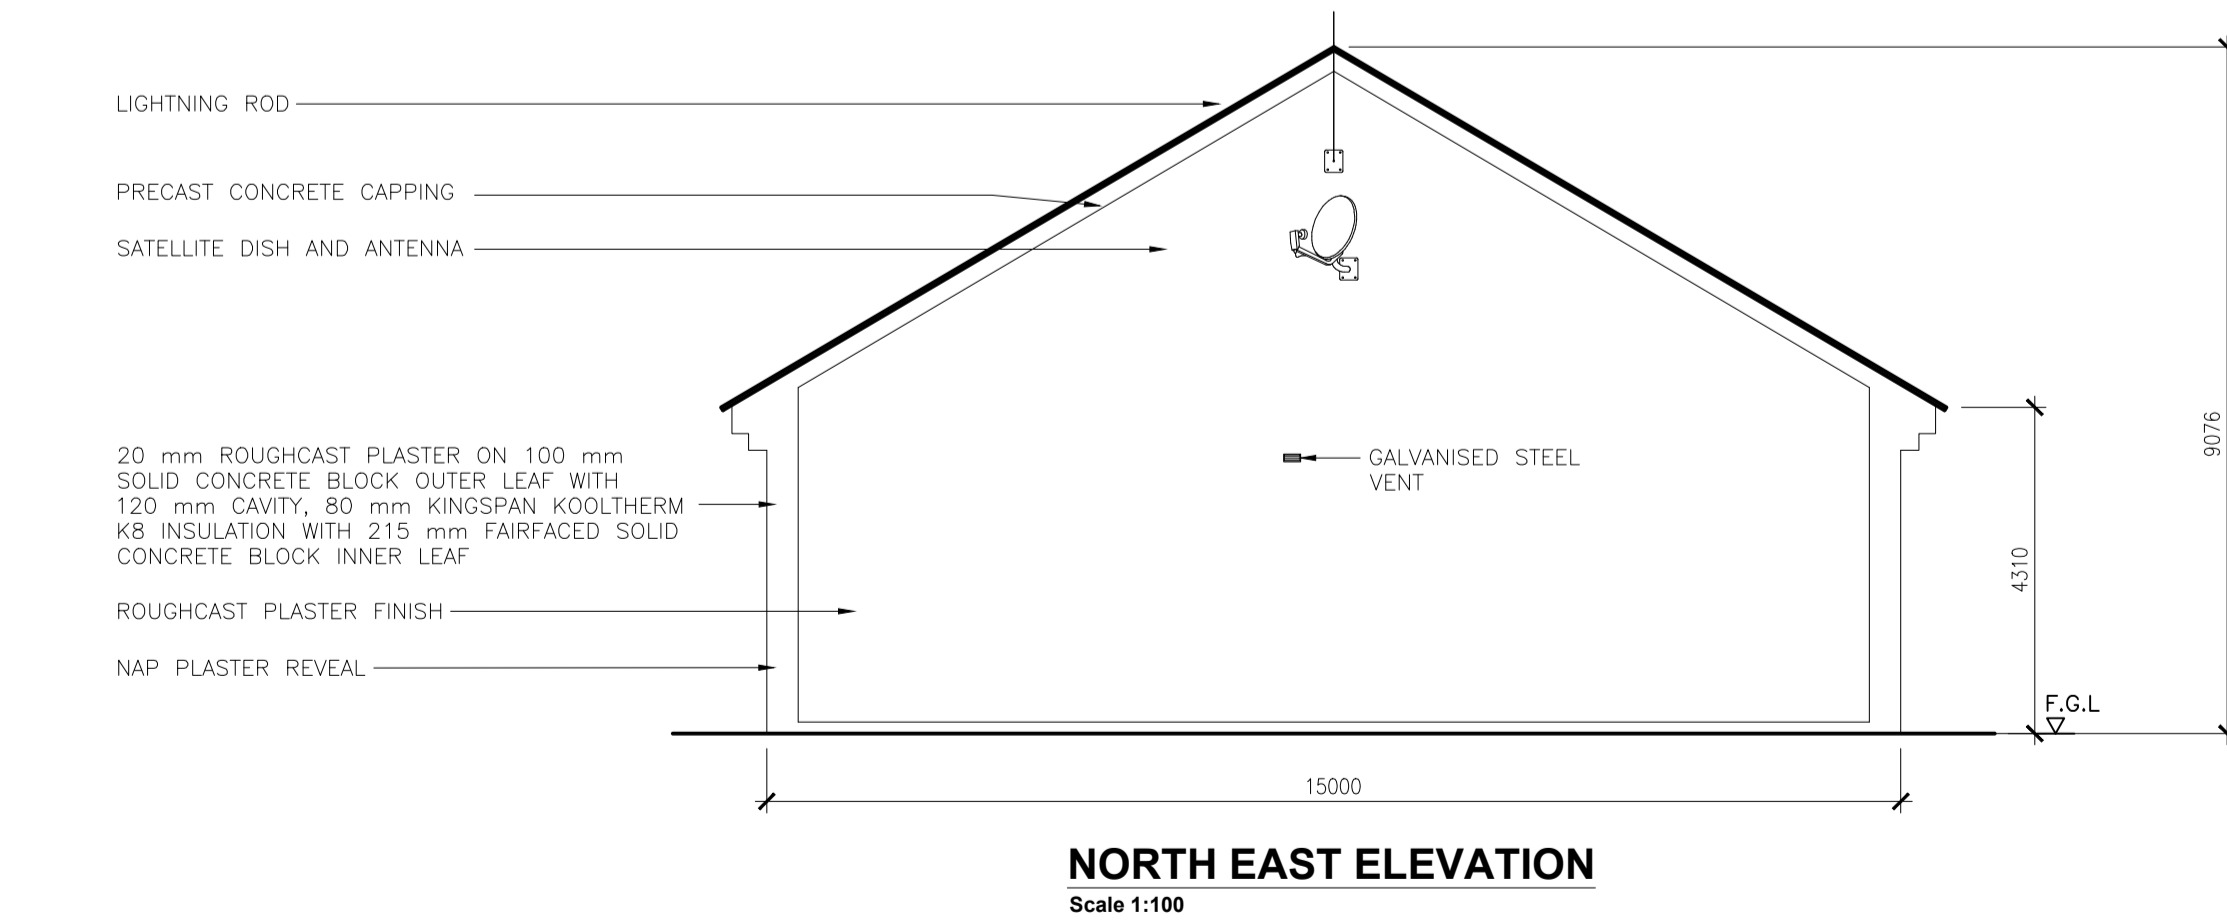 LIGHTNING ROD
PRECAST CONCRETE CAPPING
SATELLITE DISH AND ANTENNA
20 mm ROUGHCAST PLASTER ON 100 mm
SOLID CONCRETE BLOCK OUTER LEAF WITH
120 mm CAVITY, 80 mm KINGSPAN KOOLTHERM
K8 INSULATION WITH 215 mm FAIRFACED SOLID
CONCRETE BLOCK INNER LEAF
ROUGHCAST PLASTER FINISH
NAP PLASTER REVEAL
GALVANISED STEEL
VENT
9076
4310
F.G.L
15000
NORTH EAST ELEVATION
Scale 1:100